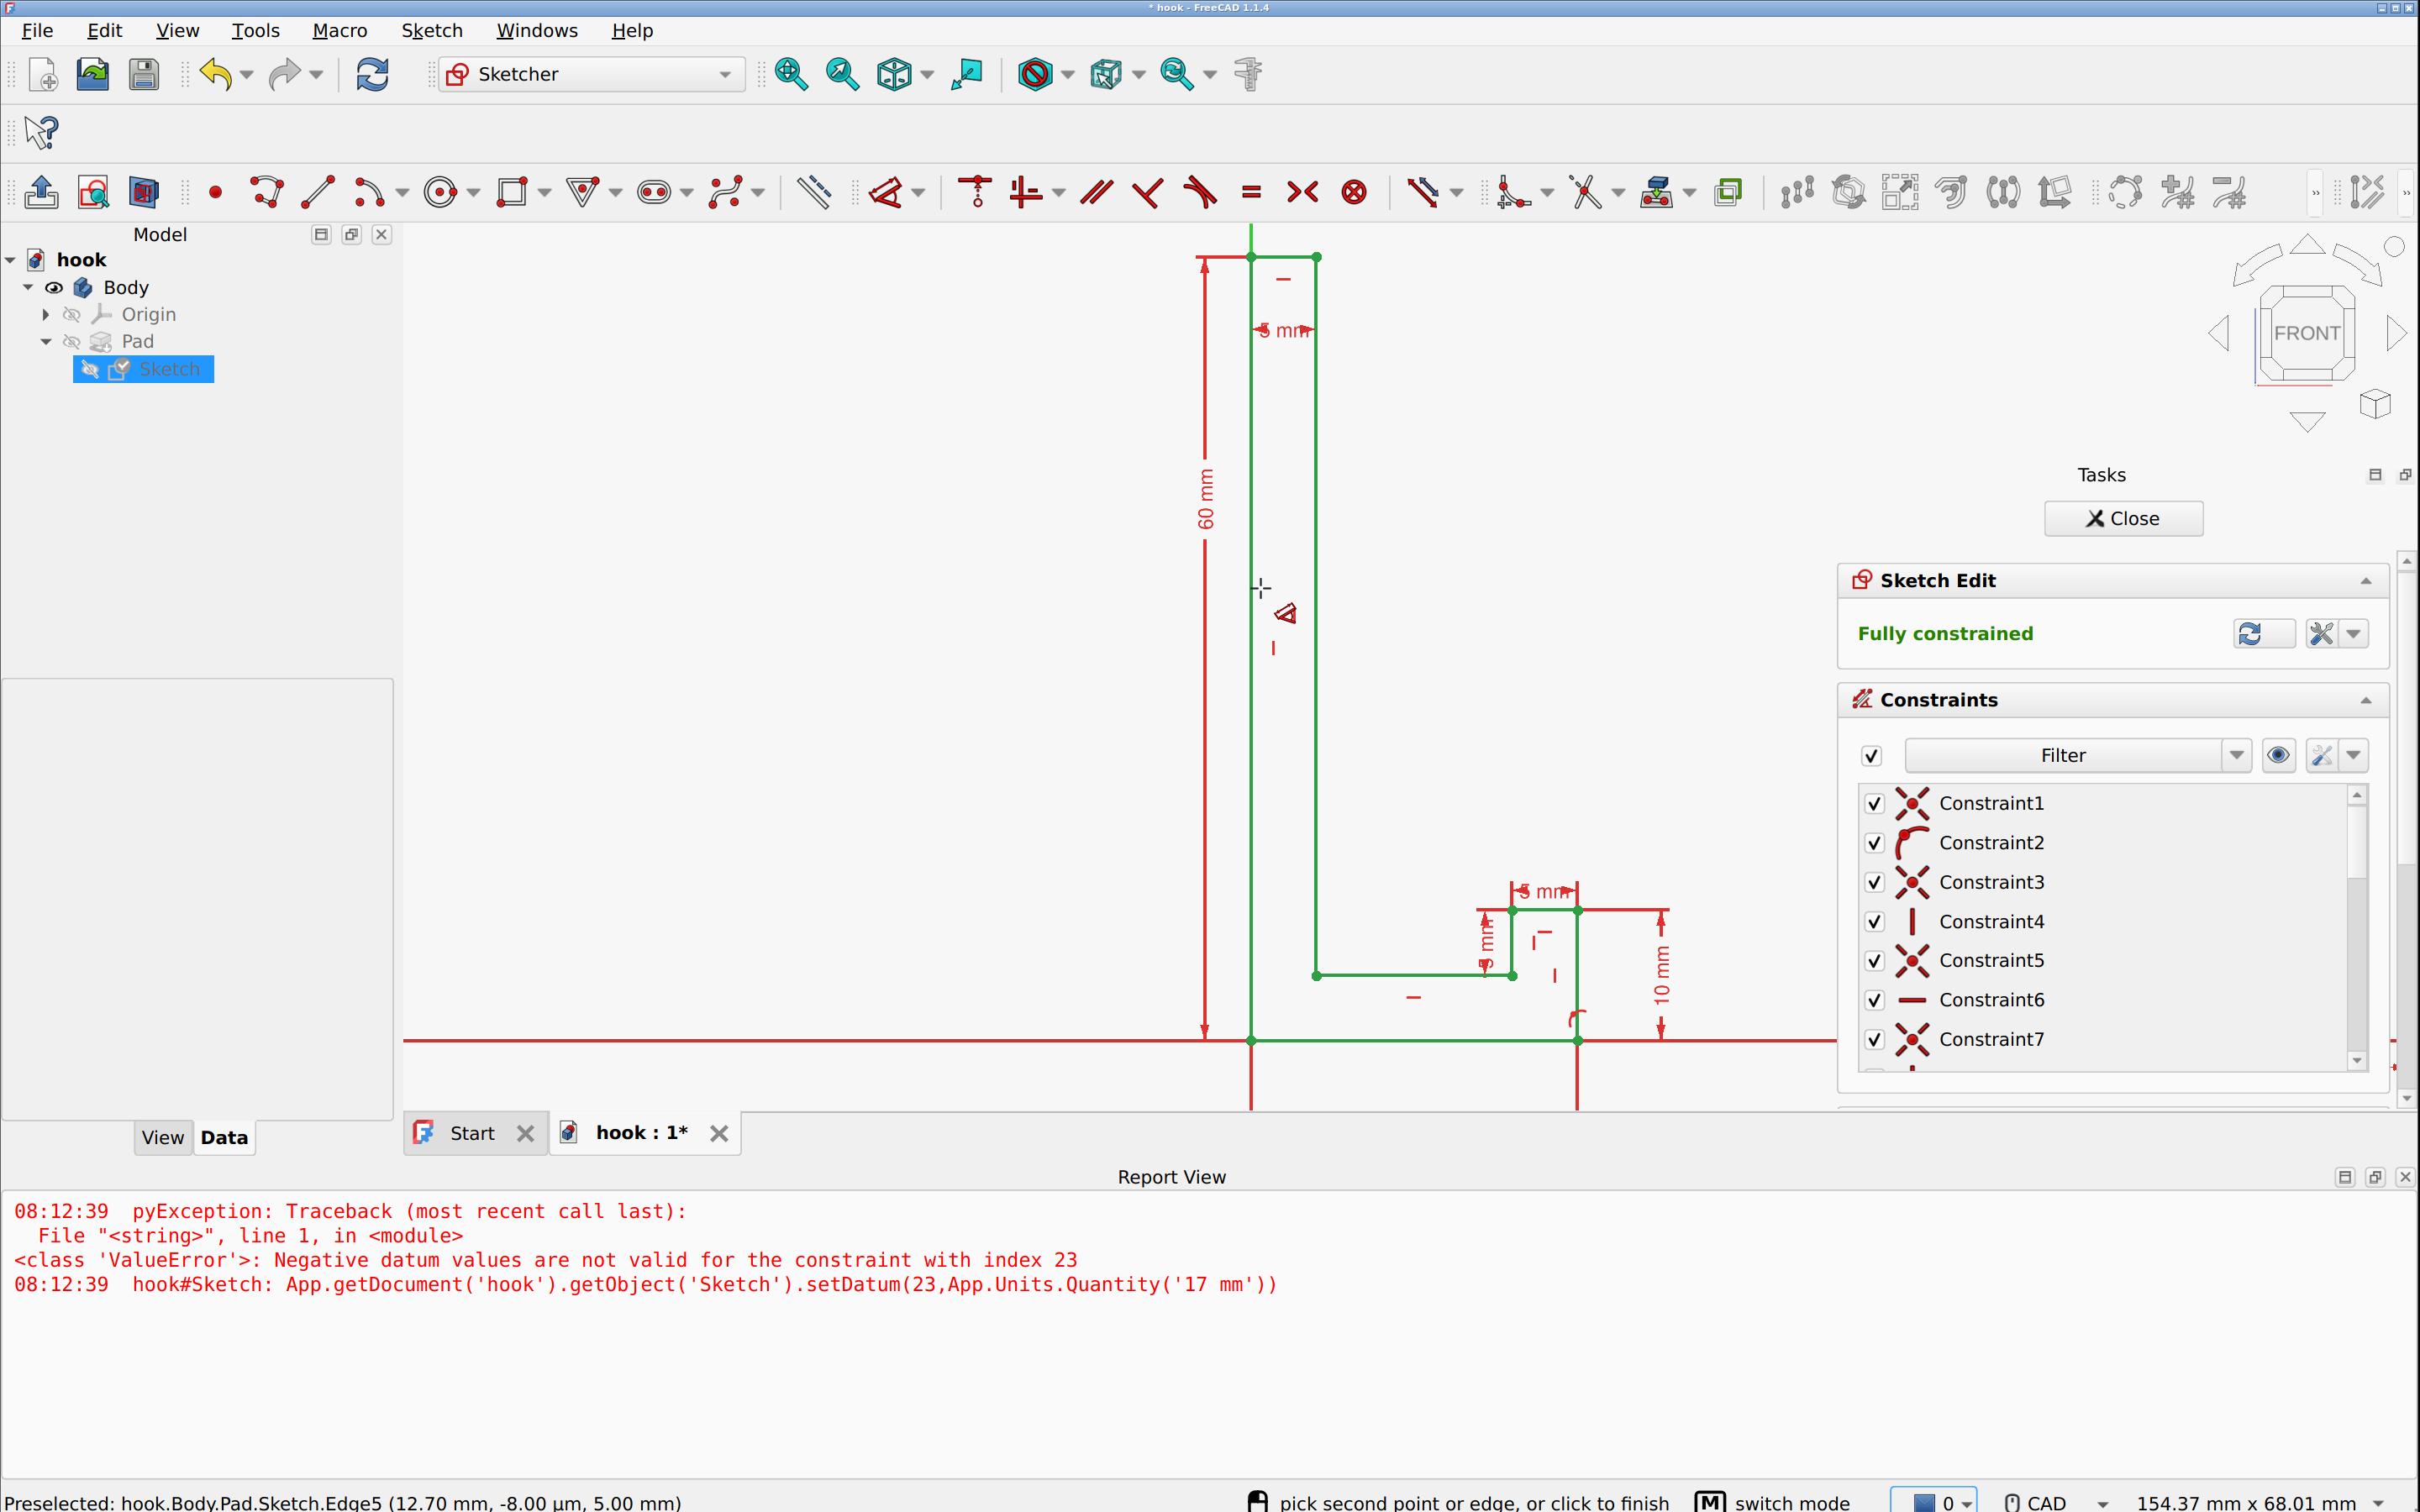 * hook - FreeCAD 1.1.4
File Edit View Tools Macro Sketch Windows Help
Sketcher
Model
hook
Body
Origin
Pad
Sketch
5 mm
60 mm
5 mm
5 mm
10 mm
FRONT
Tasks
Close
Sketch Edit
Fully constrained
Constraints
Filter
Constraint1
Constraint2
Constraint3
Constraint4
Constraint5
Constraint6
Constraint7
View Data
Start
hook : 1*
Report View
08:12:39  pyException: Traceback (most recent call last):
File "<string>", line 1, in <module>
<class 'ValueError'>: Negative datum values are not valid for the constraint with index 23
08:12:39  hook#Sketch: App.getDocument('hook').getObject('Sketch').setDatum(23,App.Units.Quantity('17 mm'))
Preselected: hook.Body.Pad.Sketch.Edge5 (12.70 mm, -8.00 µm, 5.00 mm)
pick second point or edge, or click to finish M switch mode 0 CAD 154.37 mm x 68.01 mm